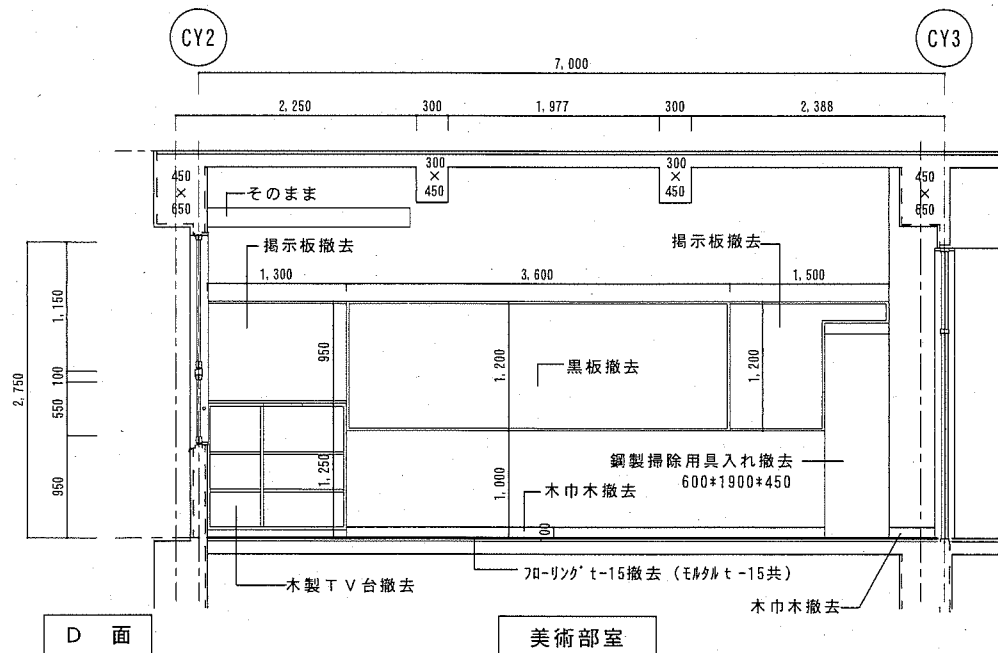 CY2
CY3
7,000
2,250
300
1,977
300
2,388
450
×
650
300
×
450
300
×
450
450
×
650
そのまま
掲示板撤去
掲示板撤去
1,300
3,600
1,500
2,750
1,150
100
550
950
950
1,200
1,200
黒板撤去
1,250
1,000
鋼製掃除用具入れ撤去
600*1900*450
木巾木撤去
木製TV台撤去
フローリング t-15撤去(モルタル t-15共)
木巾木撤去
D 面
美術部室